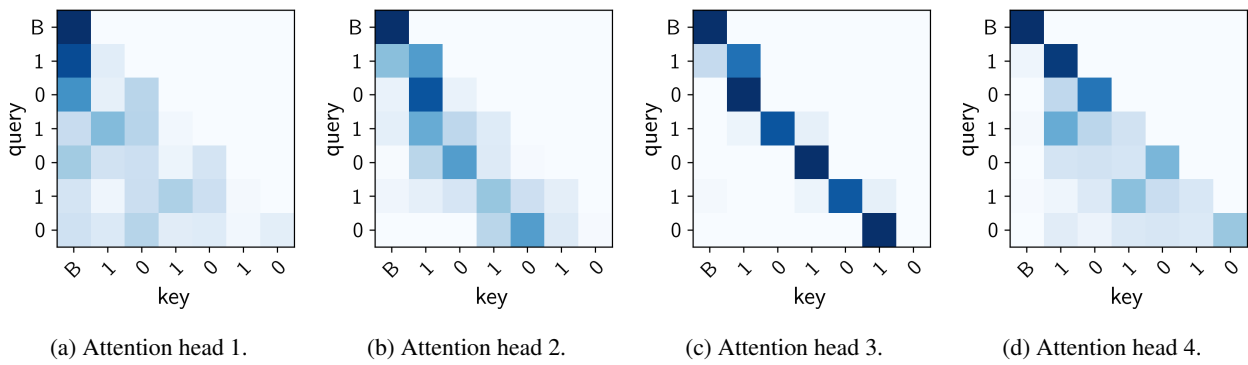 B
1
0
1
0
1
0
query
B 1 0 1 0 1 0
key
(a) Attention head 1.
B
1
0
1
0
1
0
query
B 1 0 1 0 1 0
key
(b) Attention head 2.
B
1
0
1
0
1
0
query
B 1 0 1 0 1 0
key
(c) Attention head 3.
B
1
0
1
0
1
0
query
B 1 0 1 0 1 0
key
(d) Attention head 4.